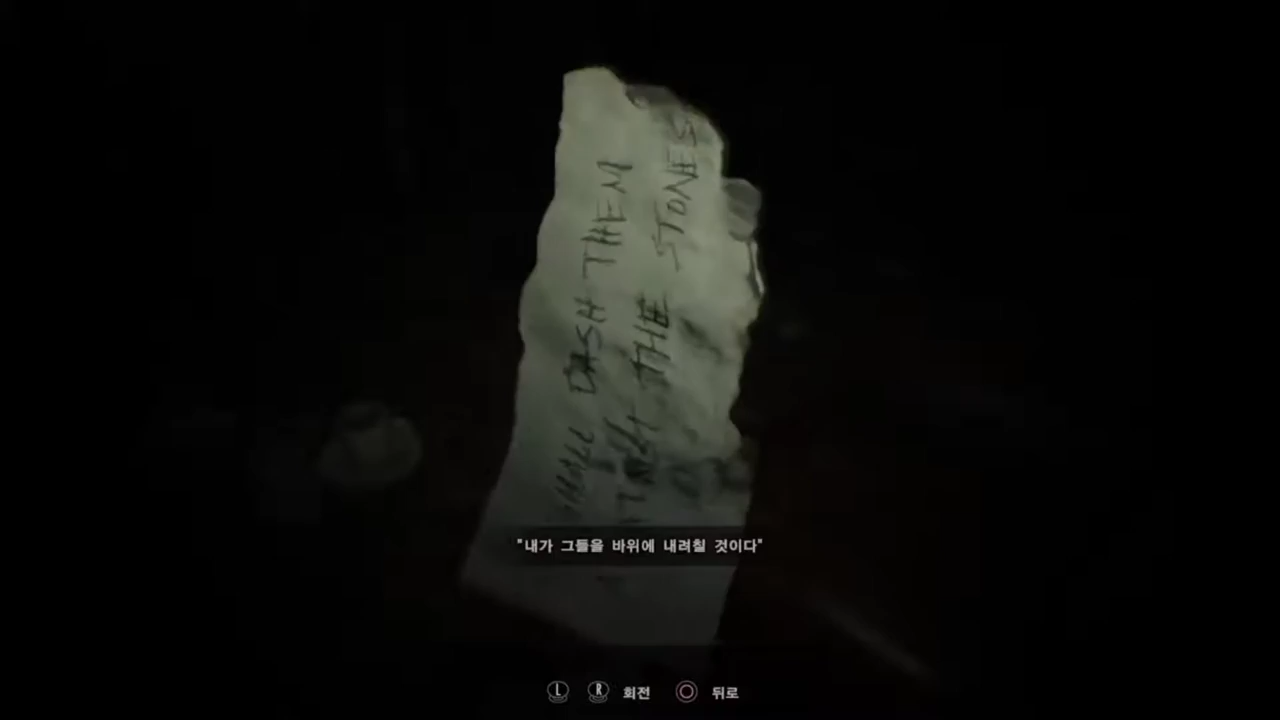 SHALL DASH THEM
THE STONES
"내가 그들을 바위에 내려칠 것이다"
L R 회전 뒤로